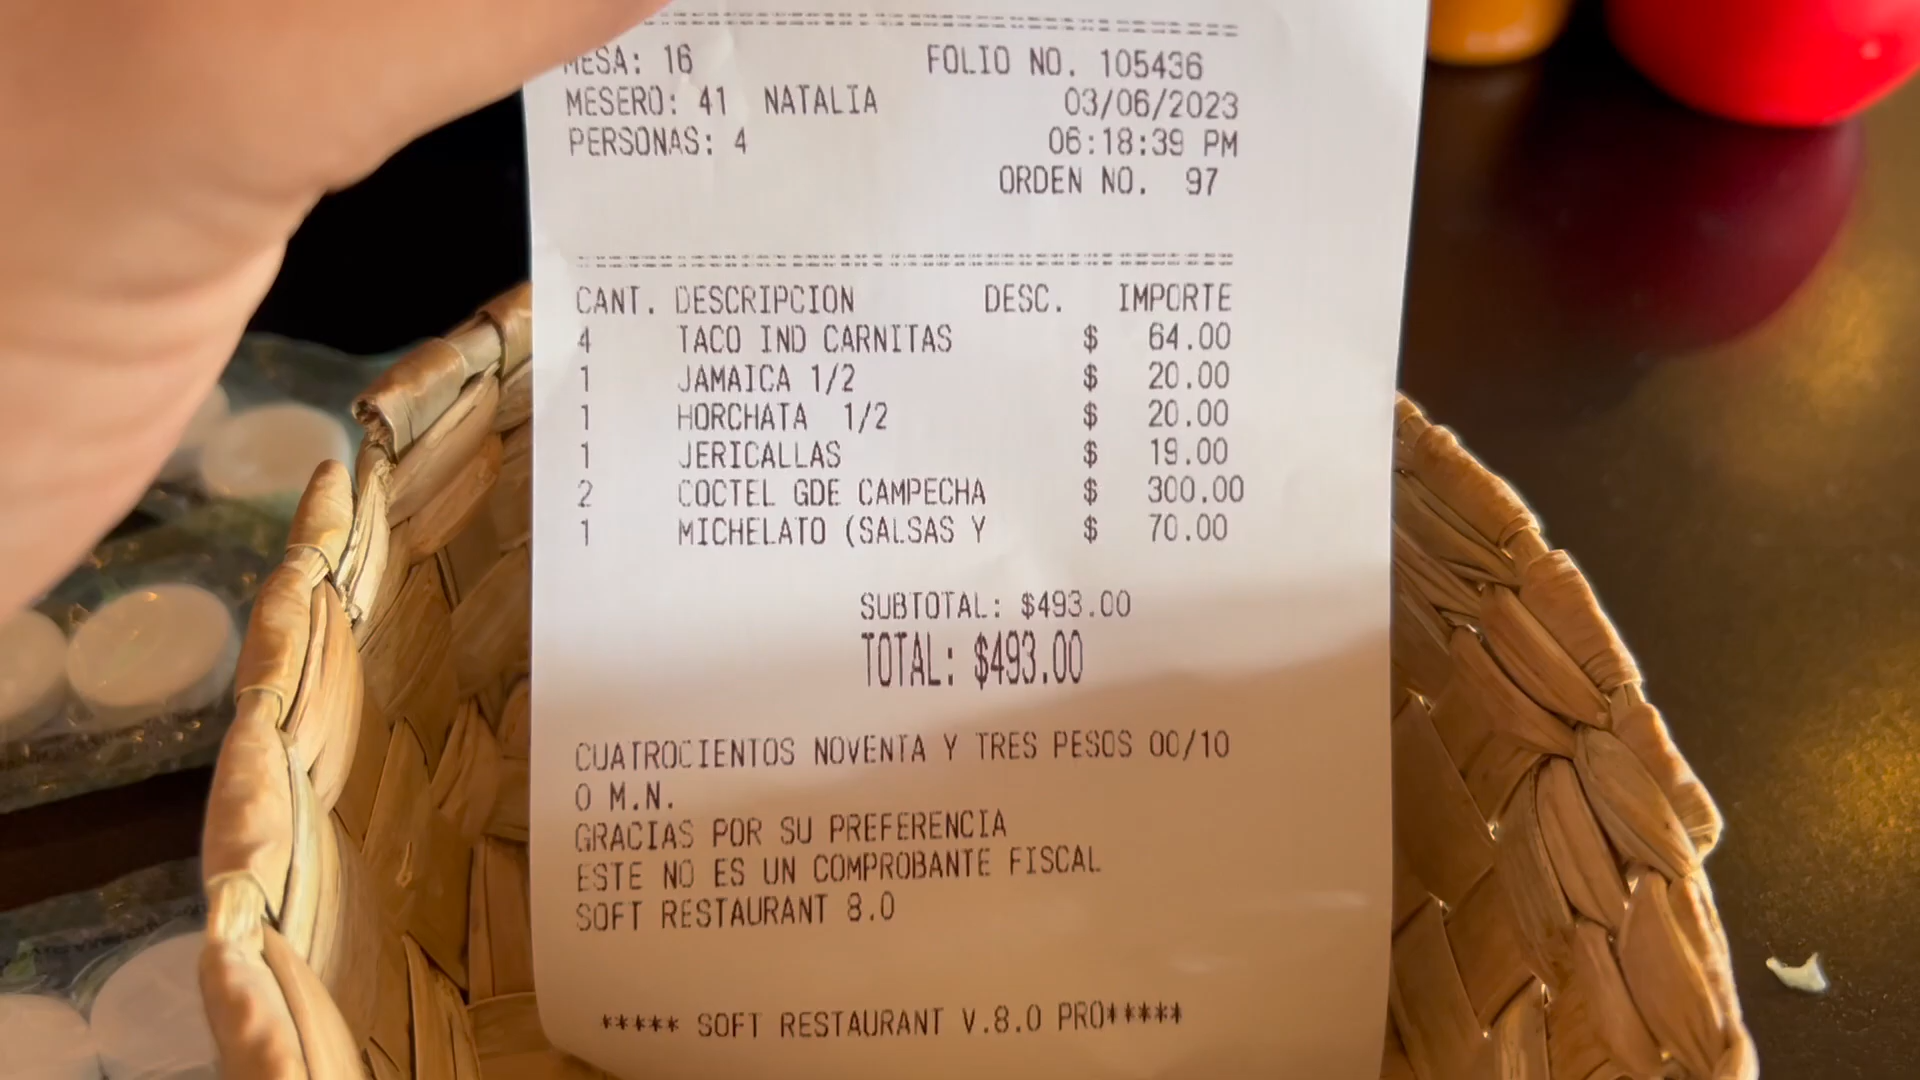 MESA: 16 FOLIO NO. 105436
MESERO: 41 NATALIA 03/06/2023
PERSONAS: 4 06:18:39 PM
ORDEN NO. 97
CANT. DESCRIPCION DESC. IMPORTE
4 TACO IND CARNITAS $ 64.00
1 JAMAICA 1/2 $ 20.00
1 HORCHATA 1/2 $ 20.00
1 JERICALLAS $ 19.00
2 COCTEL GDE CAMPECHA $ 300.00
1 MICHELATO (SALSAS Y $ 70.00
SUBTOTAL: $493.00
TOTAL: $493.00
CUATROCIENTOS NOVENTA Y TRES PESOS 00/10
0 M.N.
GRACIAS POR SU PREFERENCIA
ESTE NO ES UN COMPROBANTE FISCAL
SOFT RESTAURANT 8.0
***** SOFT RESTAURANT V.8.0 PRO*****